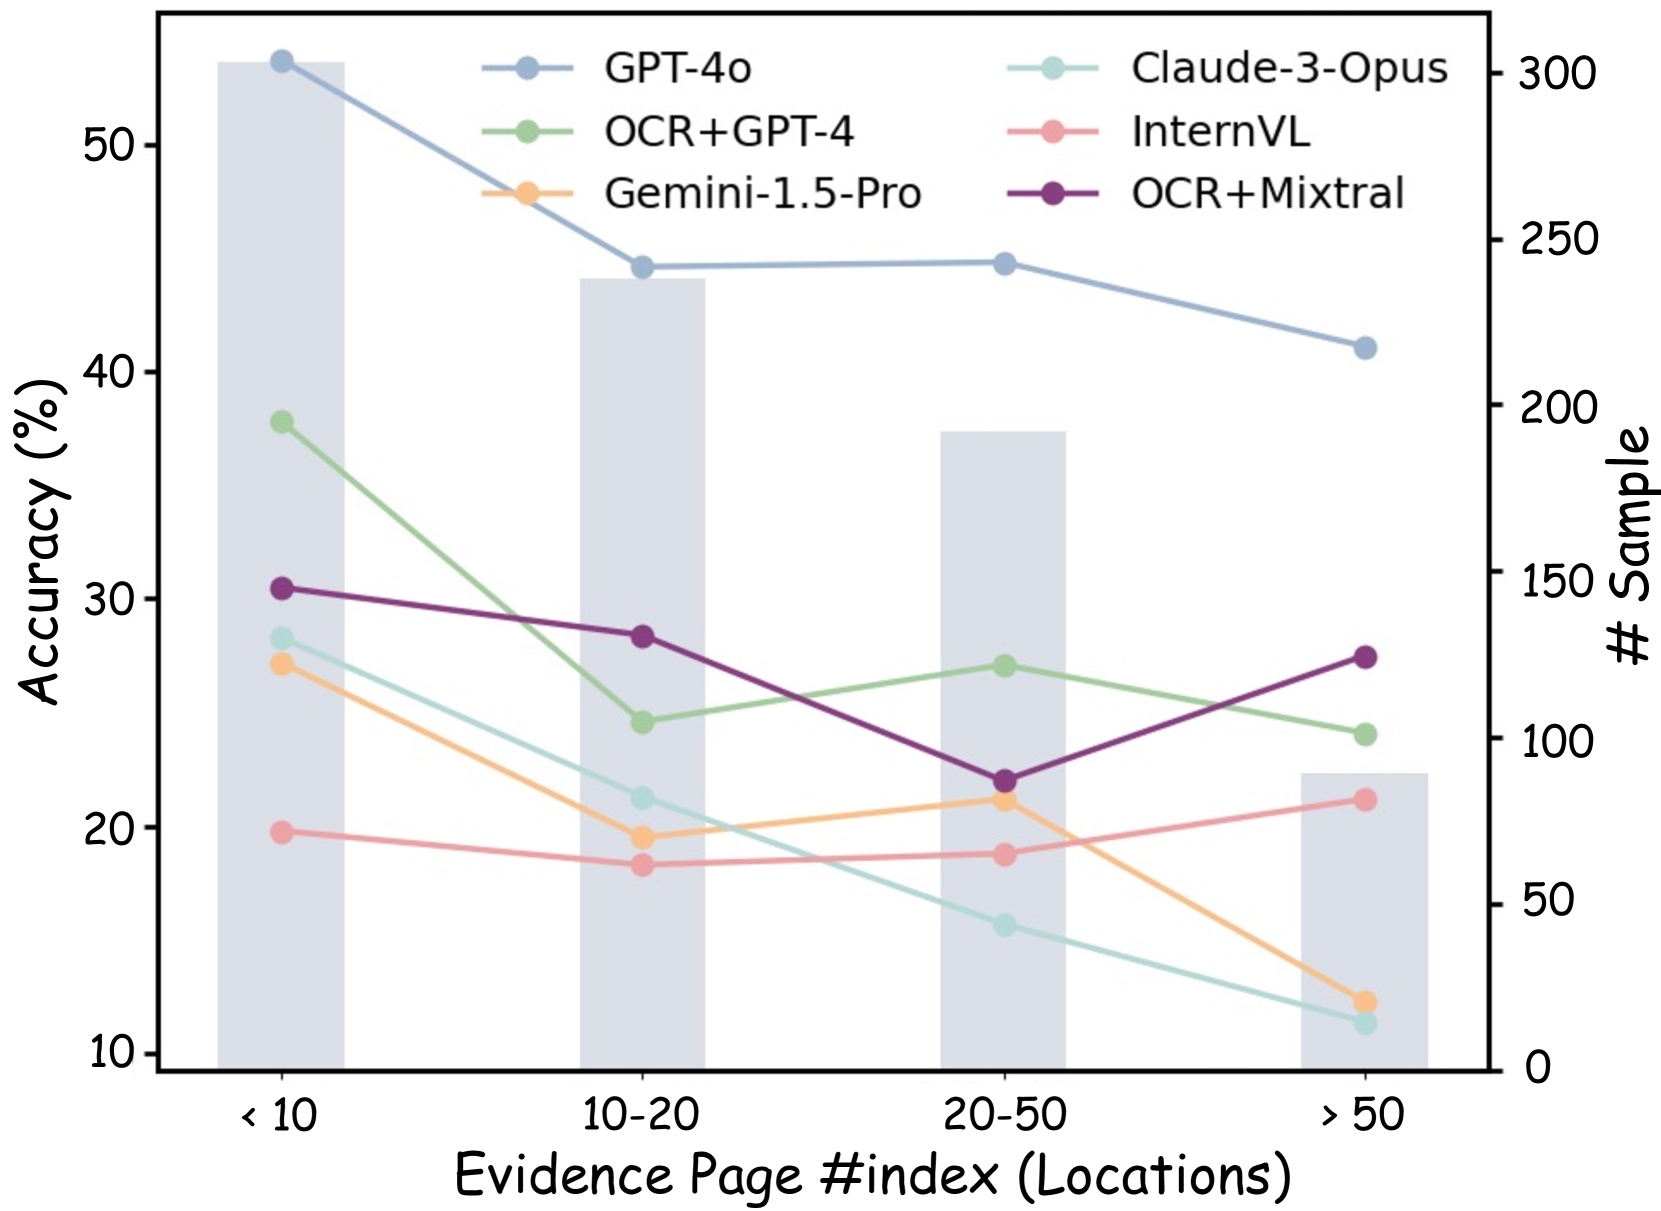 GPT-4o
OCR+GPT-4
Gemini-1.5-Pro
Claude-3-Opus
InternVL
OCR+Mixtral
Accuracy (%)
50
40
30
20
10
300
250
200
150
100
50
0
# Sample
< 10
10-20
20-50
> 50
Evidence Page #index (Locations)